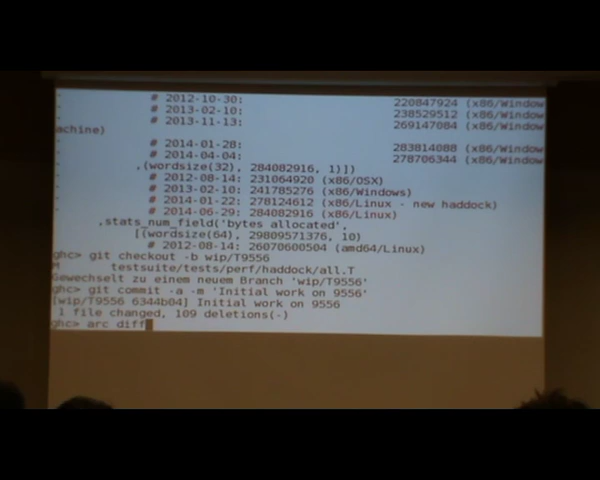 # 2012-10-30: 220847924 (x86/Window
# 2013-02-10: 238529512 (x86/Window
# 2013-11-13: 269147084 (x86/Window
achine)
# 2014-01-28: 283814088 (x86/Window
# 2014-04-04: 278706344 (x86/Window
,(wordsize(32), 284082916, 1)])
# 2012-08-14: 231064920 (x86/OSX)
# 2013-02-10: 241785276 (x86/Windows)
# 2014-01-22: 278124612 (x86/Linux - new haddock)
# 2014-06-29: 284082916 (x86/Linux)
,stats_num_field('bytes allocated',
[(wordsize(64), 29809571376, 10)
# 2012-08-14: 26070600504 (amd64/Linux)
ghc> git checkout -b wip/T9556
M testsuite/tests/perf/haddock/all.T
Gewechselt zu einem neuem Branch 'wip/T9556'
ghc> git commit -a -m 'Initial work on 9556'
[wip/T9556 6344b04] Initial work on 9556
1 file changed, 109 deletions(-)
ghc> arc diff